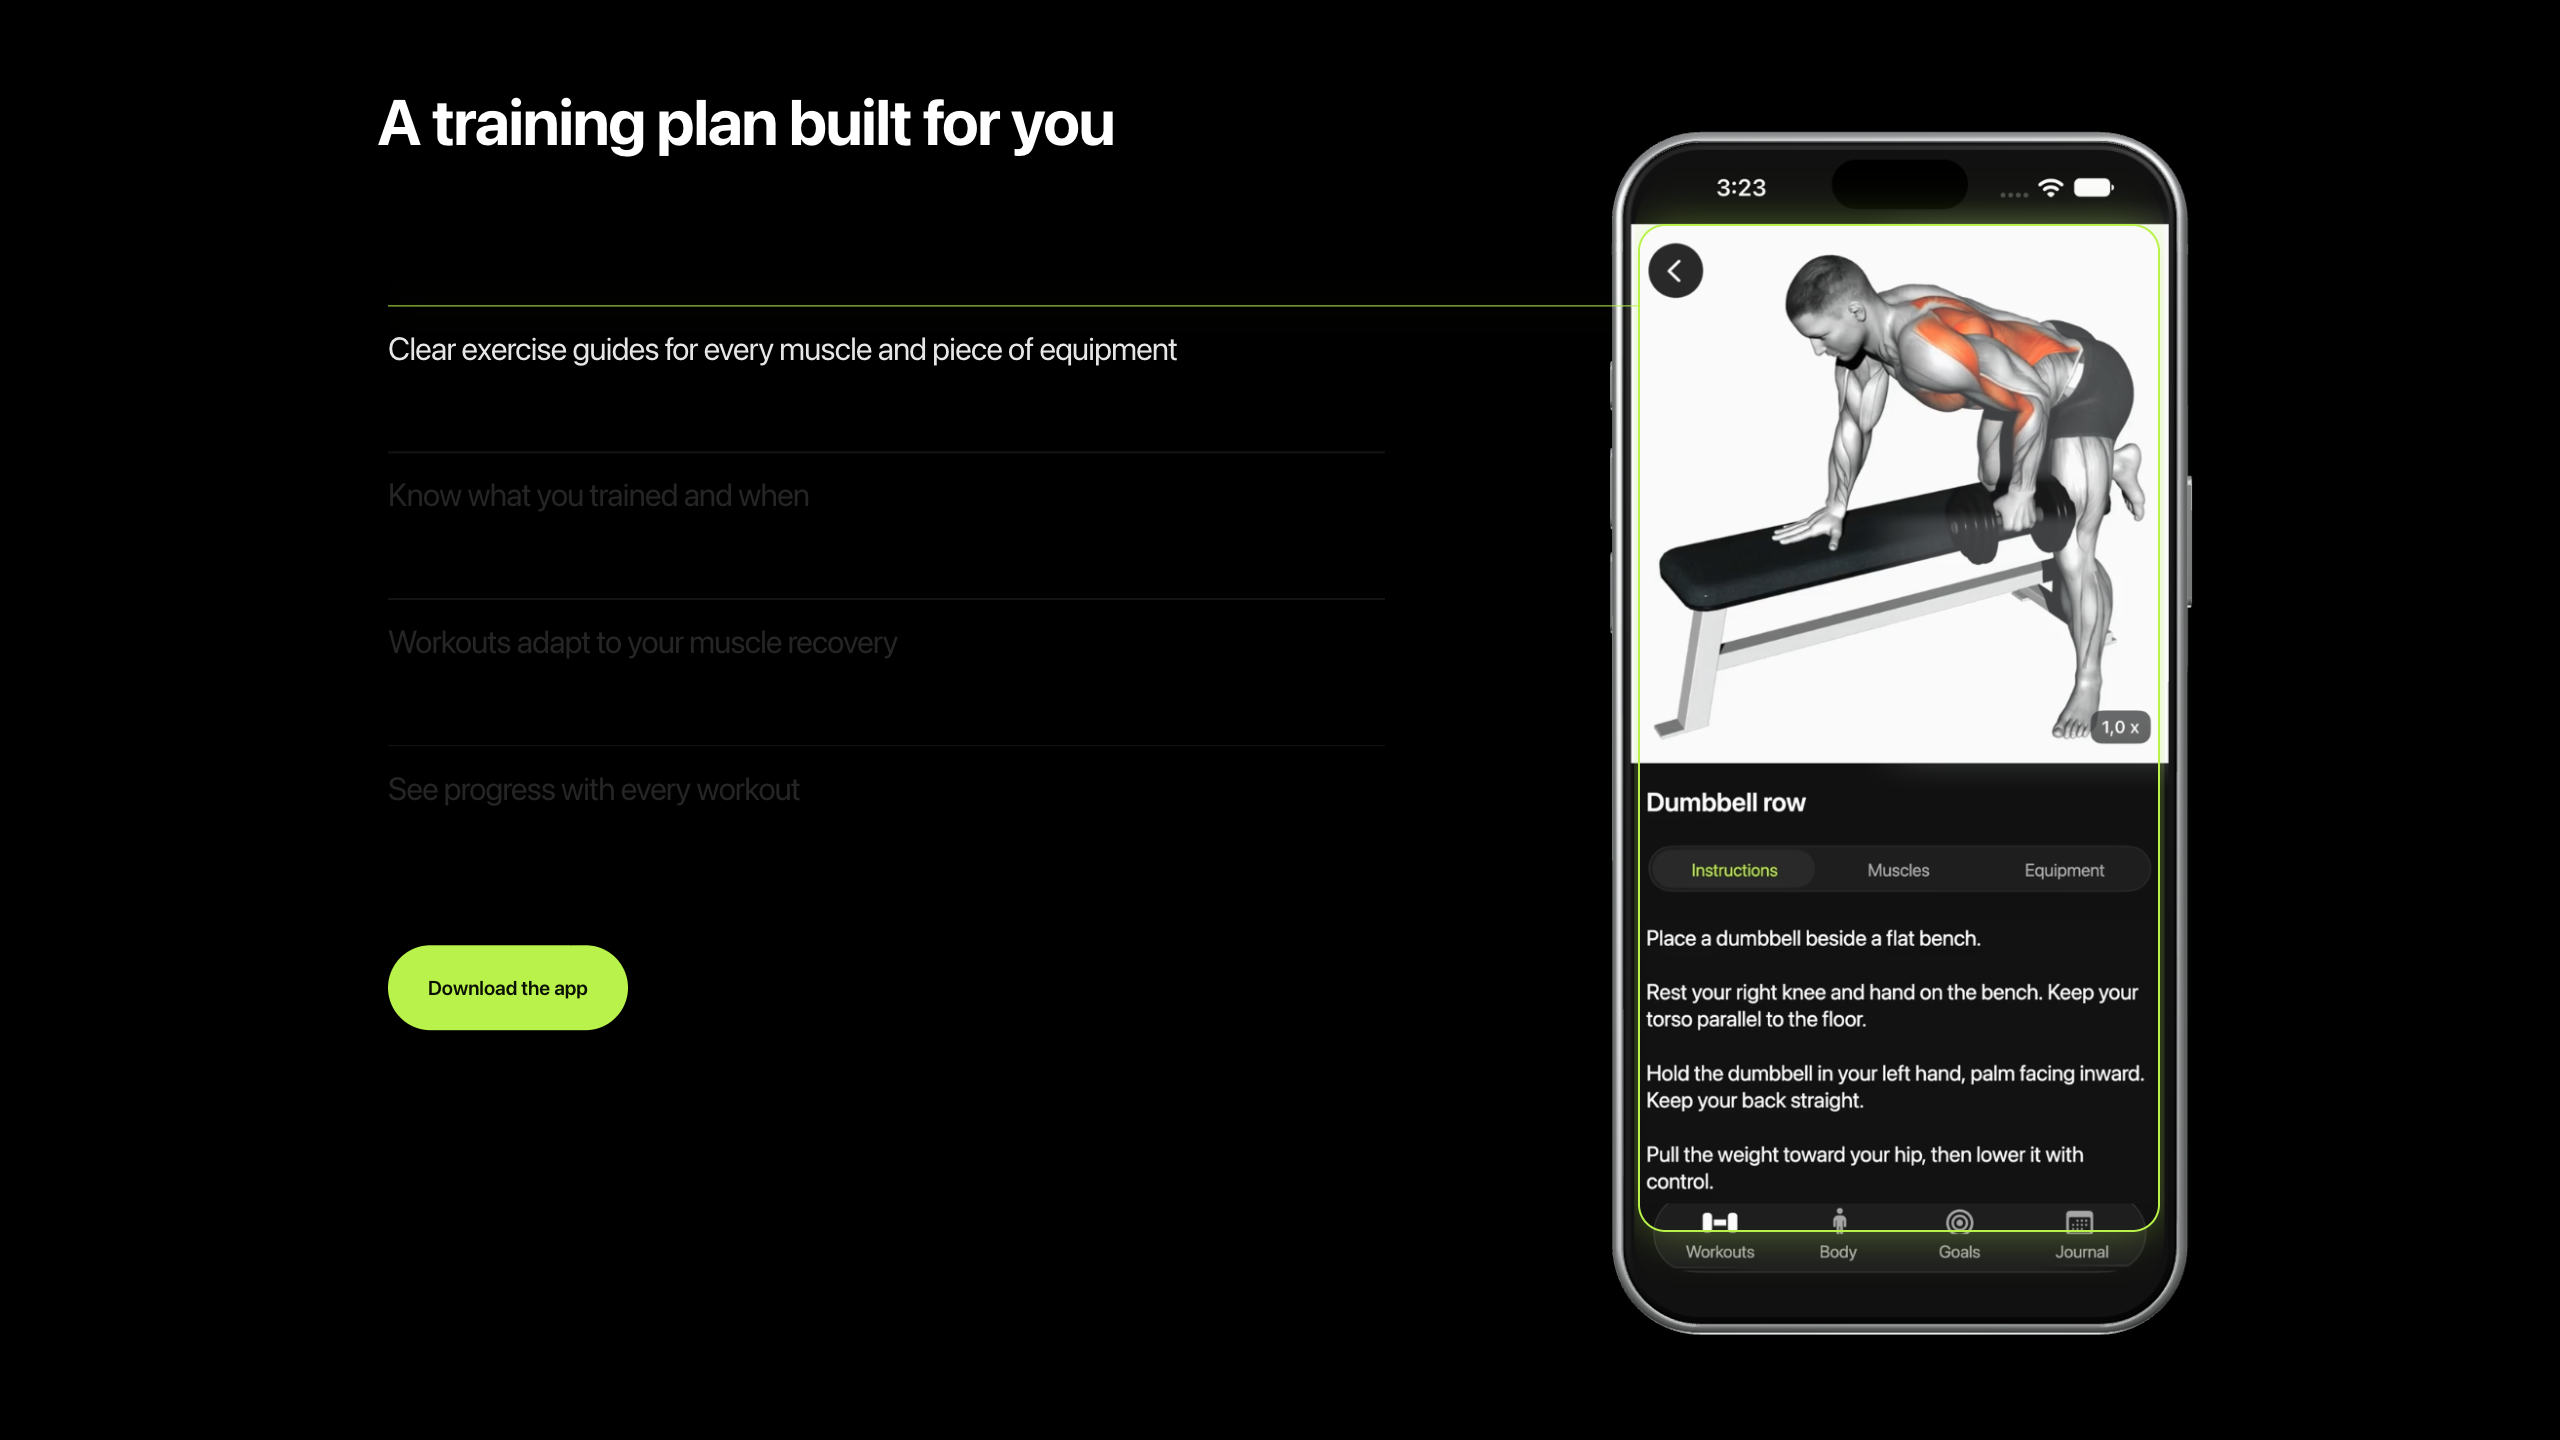 A training plan built for you
Clear exercise guides for every muscle and piece of equipment
Know what you trained and when
Workouts adapt to your muscle recovery
See progress with every workout
Download the app
3:23
1,0 x
Dumbbell row
Instructions
Muscles
Equipment
Place a dumbbell beside a flat bench.
Rest your right knee and hand on the bench. Keep your
torso parallel to the floor.
Hold the dumbbell in your left hand, palm facing inward.
Keep your back straight.
Pull the weight toward your hip, then lower it with
control.
Workouts
Body
Goals
Journal